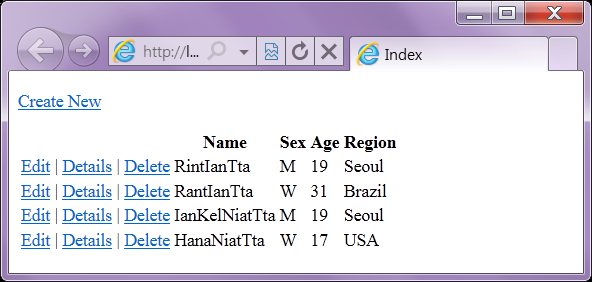 http://l...
Index
Create New
Name Sex Age Region
Edit | Details | Delete RintIanTta M 19 Seoul
Edit | Details | Delete RantIanTta W 31 Brazil
Edit | Details | Delete IanKelNiatTta M 19 Seoul
Edit | Details | Delete HanaNiatTta W 17 USA